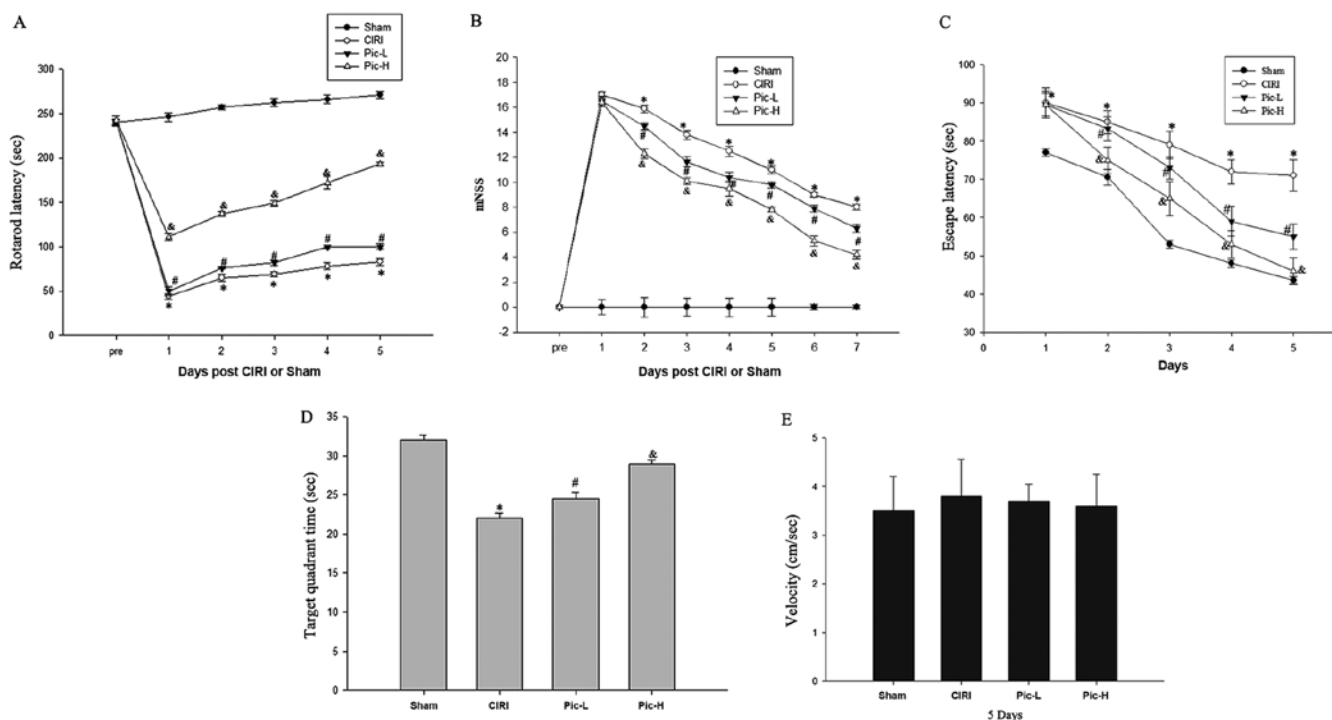 A
Sham
CIRI
Pic-L
Pic-H
Rotarod latency (sec)
300
250
200
150
100
50
0
& & & & &
# # # # #
* * * * *
pre 1 2 3 4 5
Days post CIRI or Sham
B
Sham
CIRI
Pic-L
Pic-H
mNSS
20
18
16
14
12
10
8
6
4
2
0
-2
* * * * * *
# # # # # #
& & & & & &
pre 1 2 3 4 5 6 7
Days post CIRI or Sham
C
Sham
CIRI
Pic-L
Pic-H
Escape latency (sec)
100
90
80
70
60
50
40
30
* * * * *
# # # #
& & & &
0 1 2 3 4 5
Days
D
Target quadrant time (sec)
35
30
25
20
15
10
5
0
* # &
Sham CIRI Pic-L Pic-H
E
Velocity (cm/sec)
5
4
3
2
1
0
Sham CIRI Pic-L Pic-H
5 Days